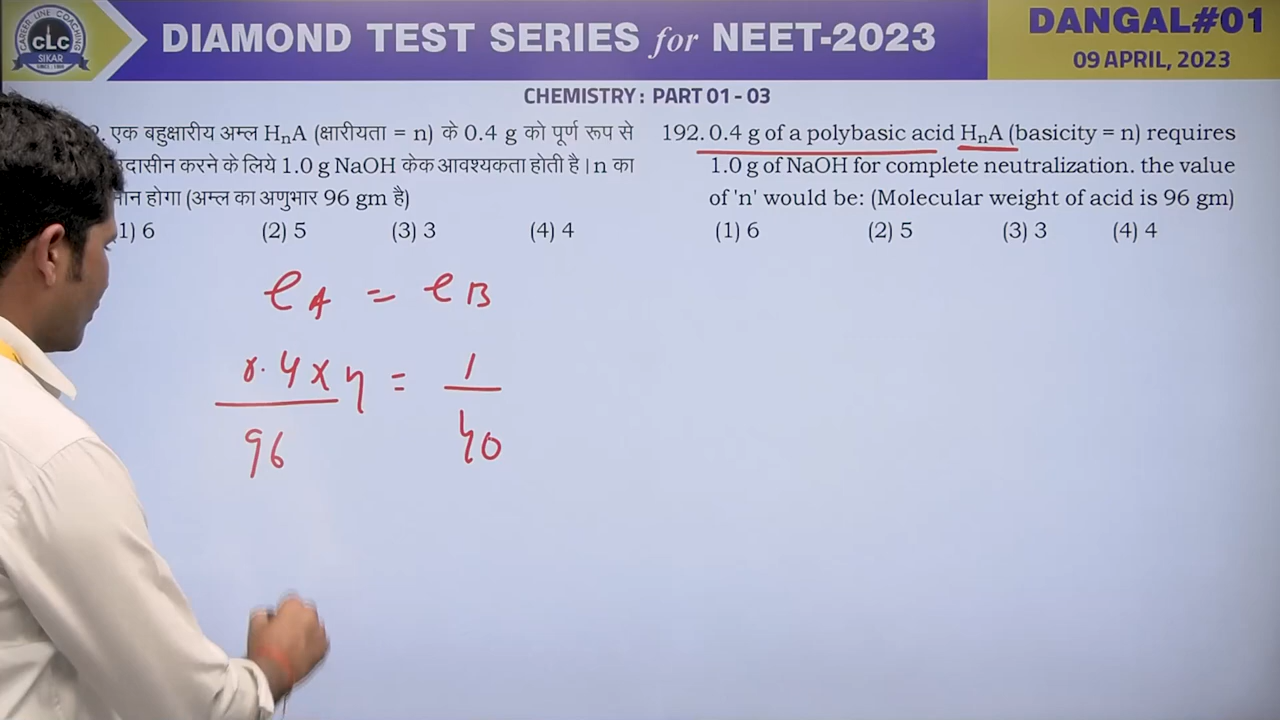 CAREER LINE COACHING
CLC
SIKAR
DIAMOND TEST SERIES for NEET-2023
DANGAL#01
09 APRIL, 2023
CHEMISTRY : PART 01 - 03
एक बहुक्षारीय अम्ल HₙA (क्षारीयता = n) के 0.4 g को पूर्ण रूप से
करने के लिये 1.0 g NaOH केक आवश्यकता होती है। n का
होगा (अम्ल का अणुभार 96 gm है)
1) 6 (2) 5 (3) 3 (4) 4
192. 0.4 g of a polybasic acid HₙA (basicity = n) requires
1.0 g of NaOH for complete neutralization. the value
of 'n' would be: (Molecular weight of acid is 96 gm)
(1) 6 (2) 5 (3) 3 (4) 4
e A = e B
0.4 × n = 1
96 40